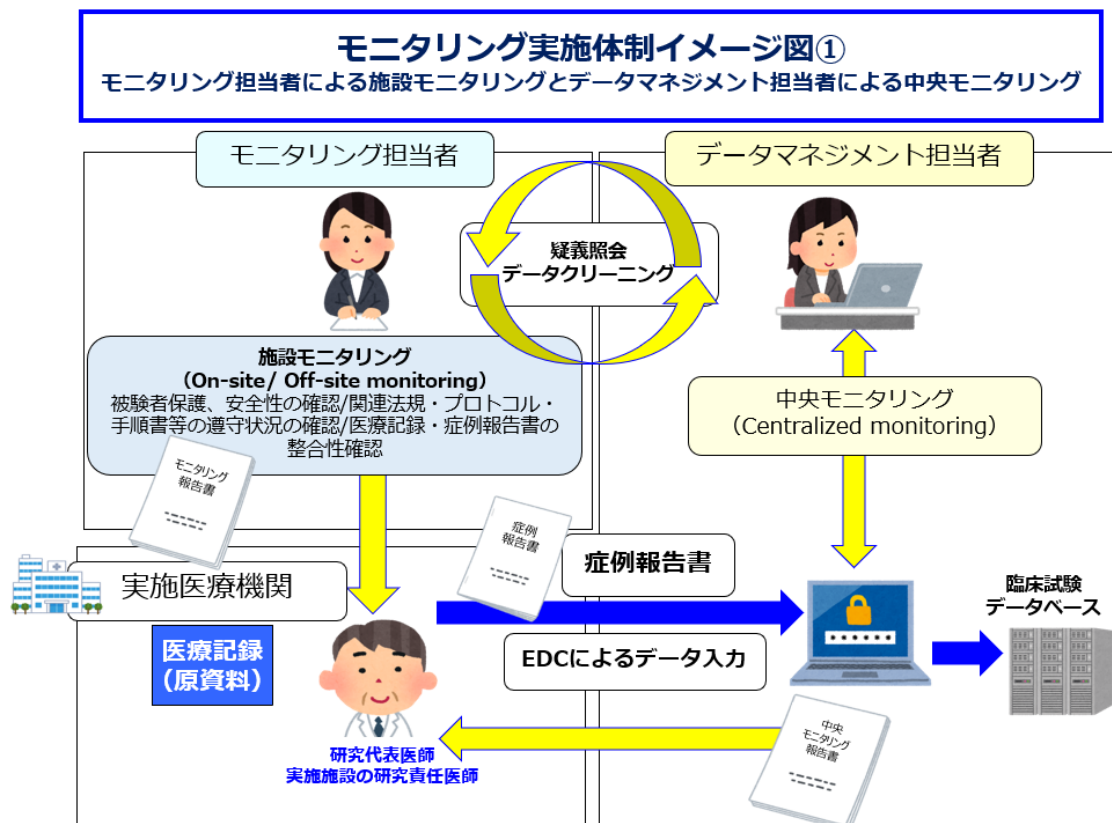 モニタリング実施体制イメージ図①
モニタリング担当者による施設モニタリングとデータマネジメント担当者による中央モニタリング
モニタリング担当者
データマネジメント担当者
疑義照会
データクリーニング
施設モニタリング
（On-site/ Off-site monitoring）
被験者保護、安全性の確認/関連法規・プロトコル・
手順書等の遵守状況の確認/医療記録・症例報告書の
整合性確認
中央モニタリング
（Centralized monitoring）
モニタリング
報告書
症例
報告書
症例報告書
実施医療機関
医療記録
(原資料)
EDCによるデータ入力
臨床試験
データベース
研究代表医師
実施施設の研究責任医師
中央
モニタリング
報告書